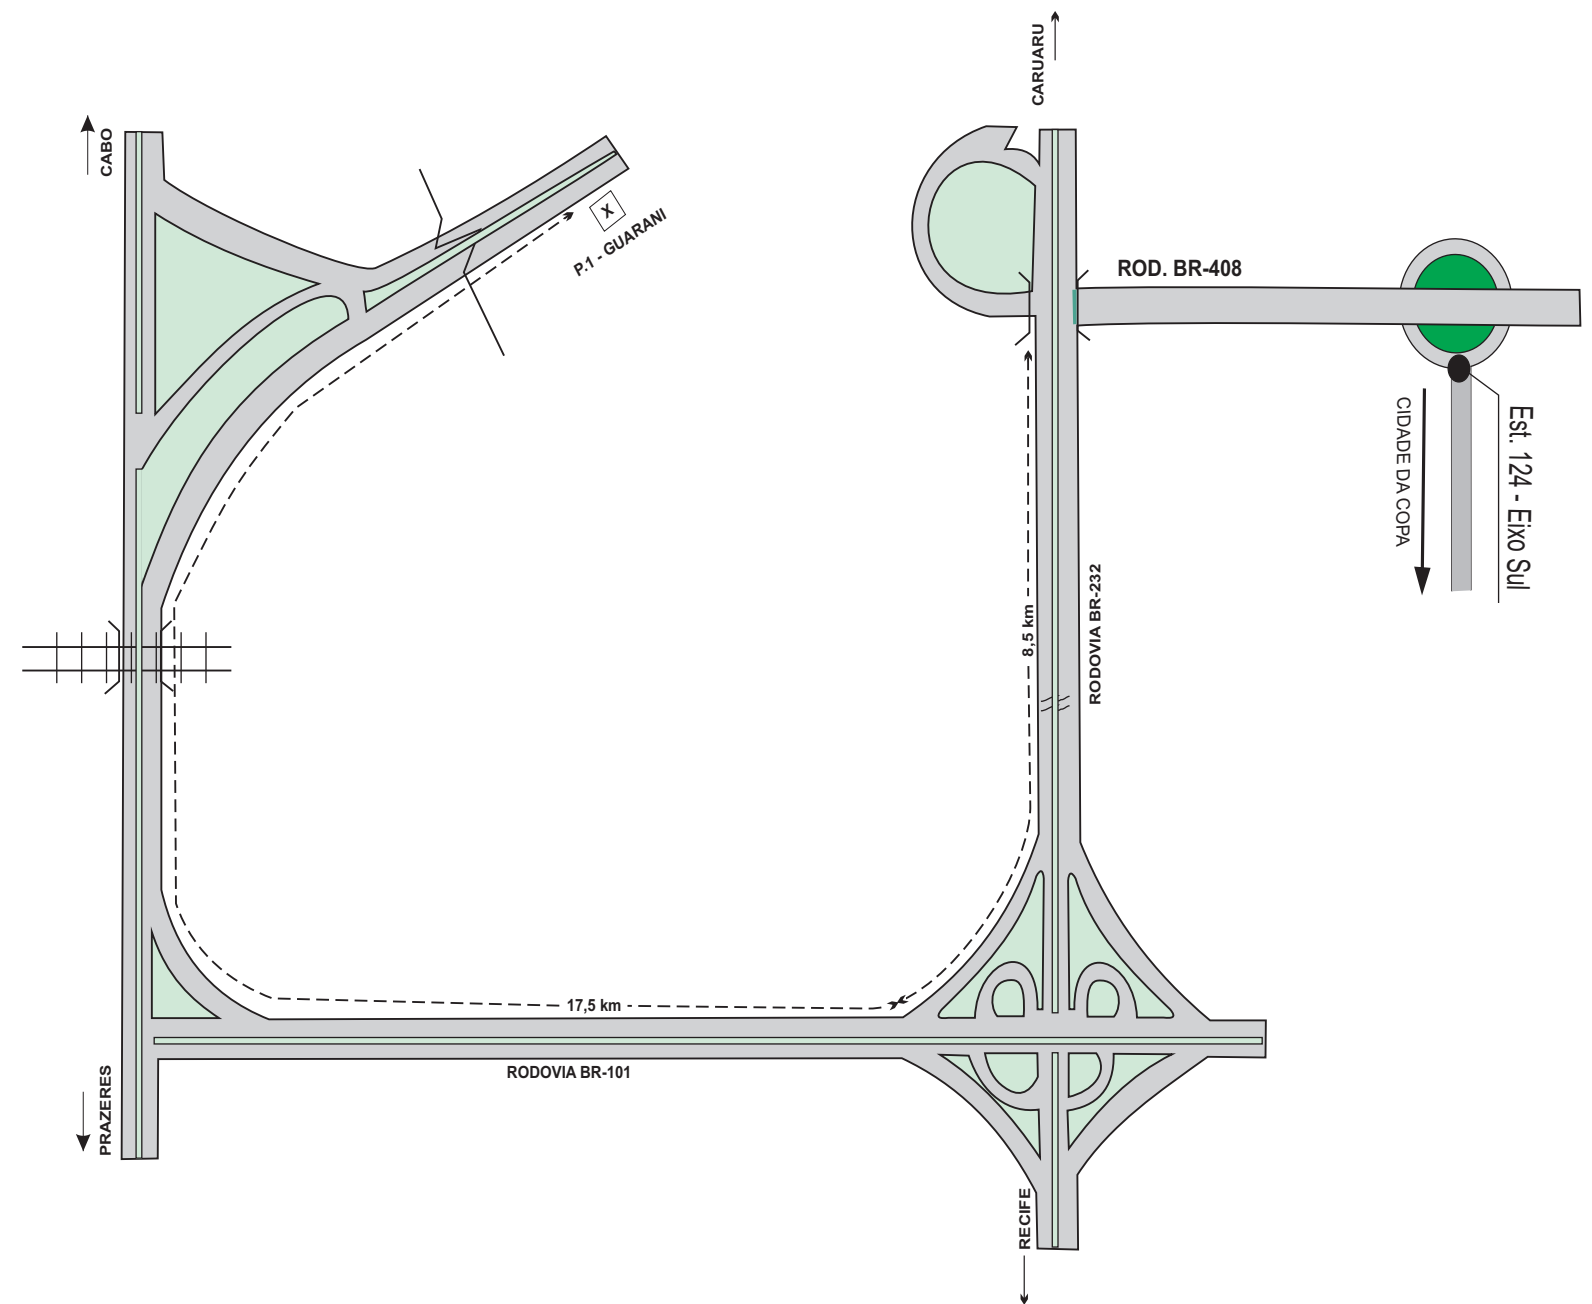 CARUARU
CABO
X
P.1 - GUARANI
ROD. BR-408
CIDADE DA COPA
Est. 124 - Eixo Sul
8,5 km
RODOVIA BR-232
17,5 km
RODOVIA BR-101
PRAZERES
RECIFE